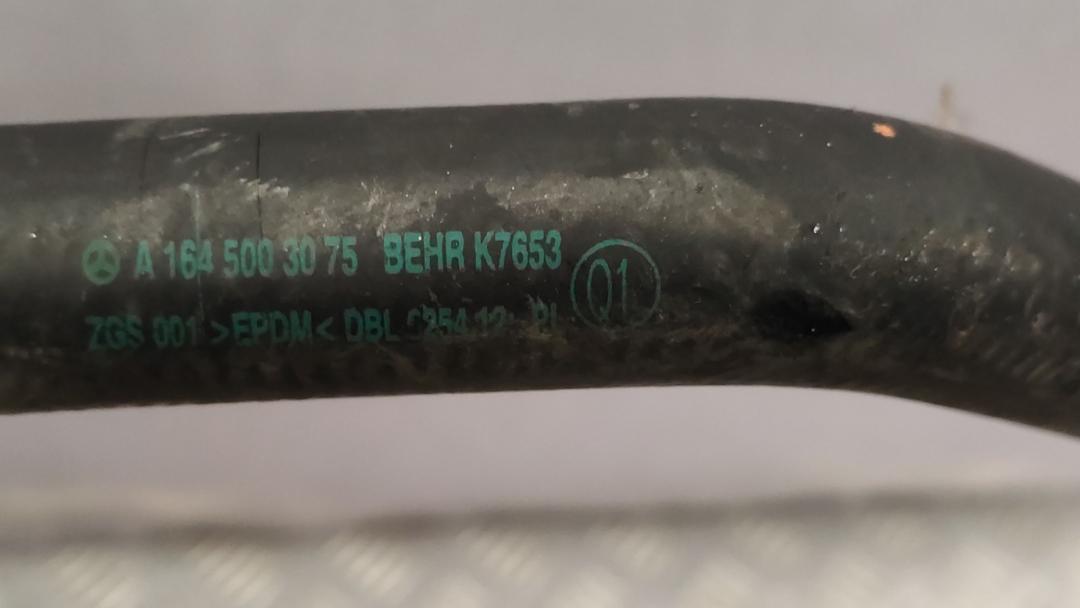 A 164 500 30 75 BEHR K7653
Q1
ZGS 001 >EPDM< DBL